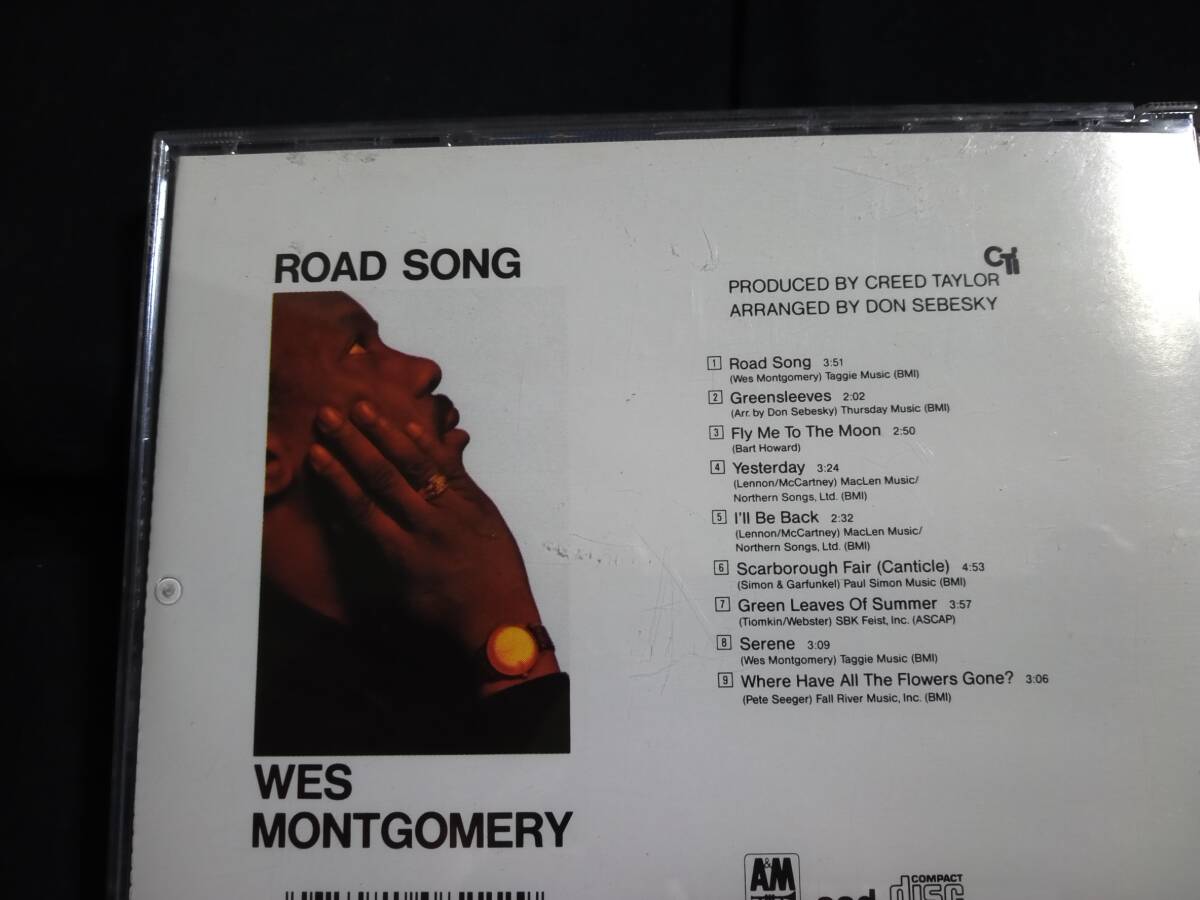 ROAD SONG
WES
MONTGOMERY
CTi
PRODUCED BY CREED TAYLOR
ARRANGED BY DON SEBESKY
1 Road Song 3:51
(Wes Montgomery) Taggie Music (BMI)
2 Greensleeves 2:02
(Arr. by Don Sebesky) Thursday Music (BMI)
3 Fly Me To The Moon 2:50
(Bart Howard)
4 Yesterday 3:24
(Lennon/McCartney) MacLen Music/
Northern Songs, Ltd. (BMI)
5 I'll Be Back 2:32
(Lennon/McCartney) MacLen Music/
Northern Songs, Ltd. (BMI)
6 Scarborough Fair (Canticle) 4:53
(Simon & Garfunkel) Paul Simon Music (BMI)
7 Green Leaves Of Summer 3:57
(Tiomkin/Webster) SBK Feist, Inc. (ASCAP)
8 Serene 3:09
(Wes Montgomery) Taggie Music (BMI)
9 Where Have All The Flowers Gone? 3:06
(Pete Seeger) Fall River Music, Inc. (BMI)
A&M
COMPACT
disc